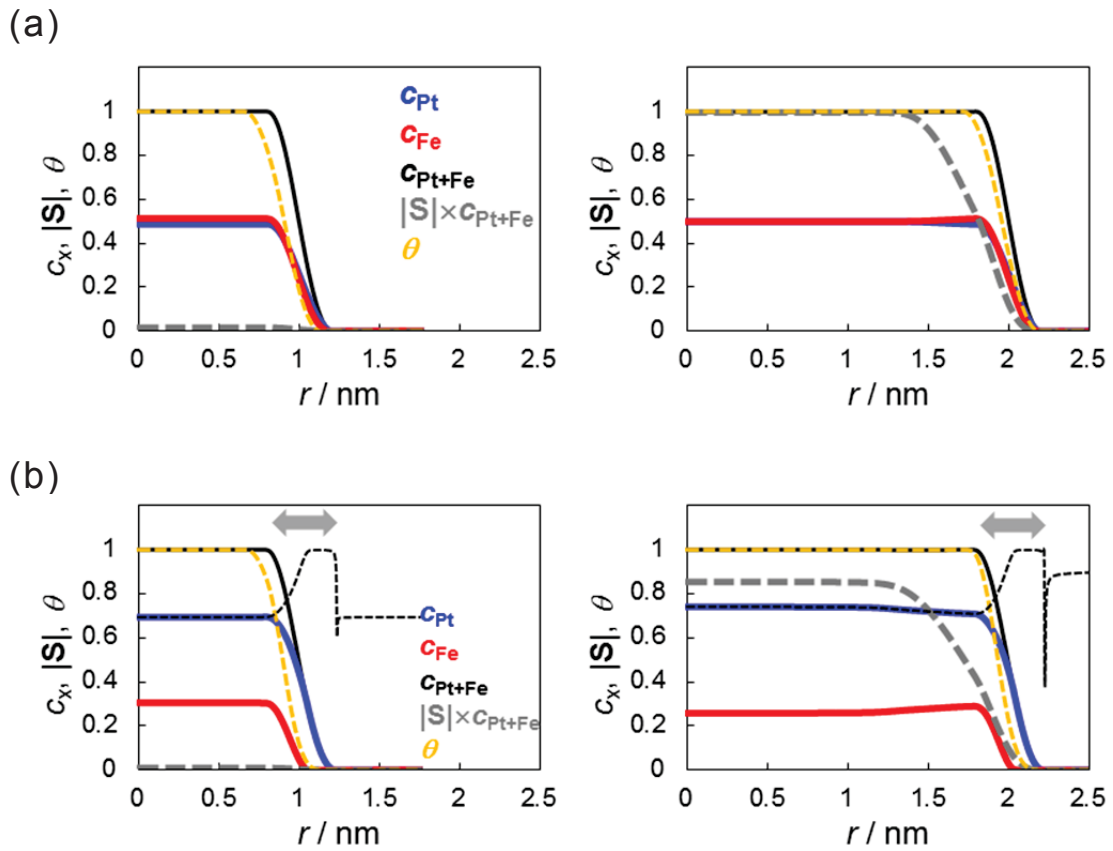 (a)
c_x, |S|, θ
1
0.8
0.6
0.4
0.2
0
0 0.5 1 1.5 2 2.5
r / nm
c_Pt
c_Fe
c_Pt+Fe
|S|×c_Pt+Fe
θ
c_x, |S|, θ
1
0.8
0.6
0.4
0.2
0
0 0.5 1 1.5 2 2.5
r / nm
(b)
c_x, |S|, θ
1
0.8
0.6
0.4
0.2
0
0 0.5 1 1.5 2 2.5
r / nm
c_Pt
c_Fe
c_Pt+Fe
|S|×c_Pt+Fe
θ
c_x, |S|, θ
1
0.8
0.6
0.4
0.2
0
0 0.5 1 1.5 2 2.5
r / nm